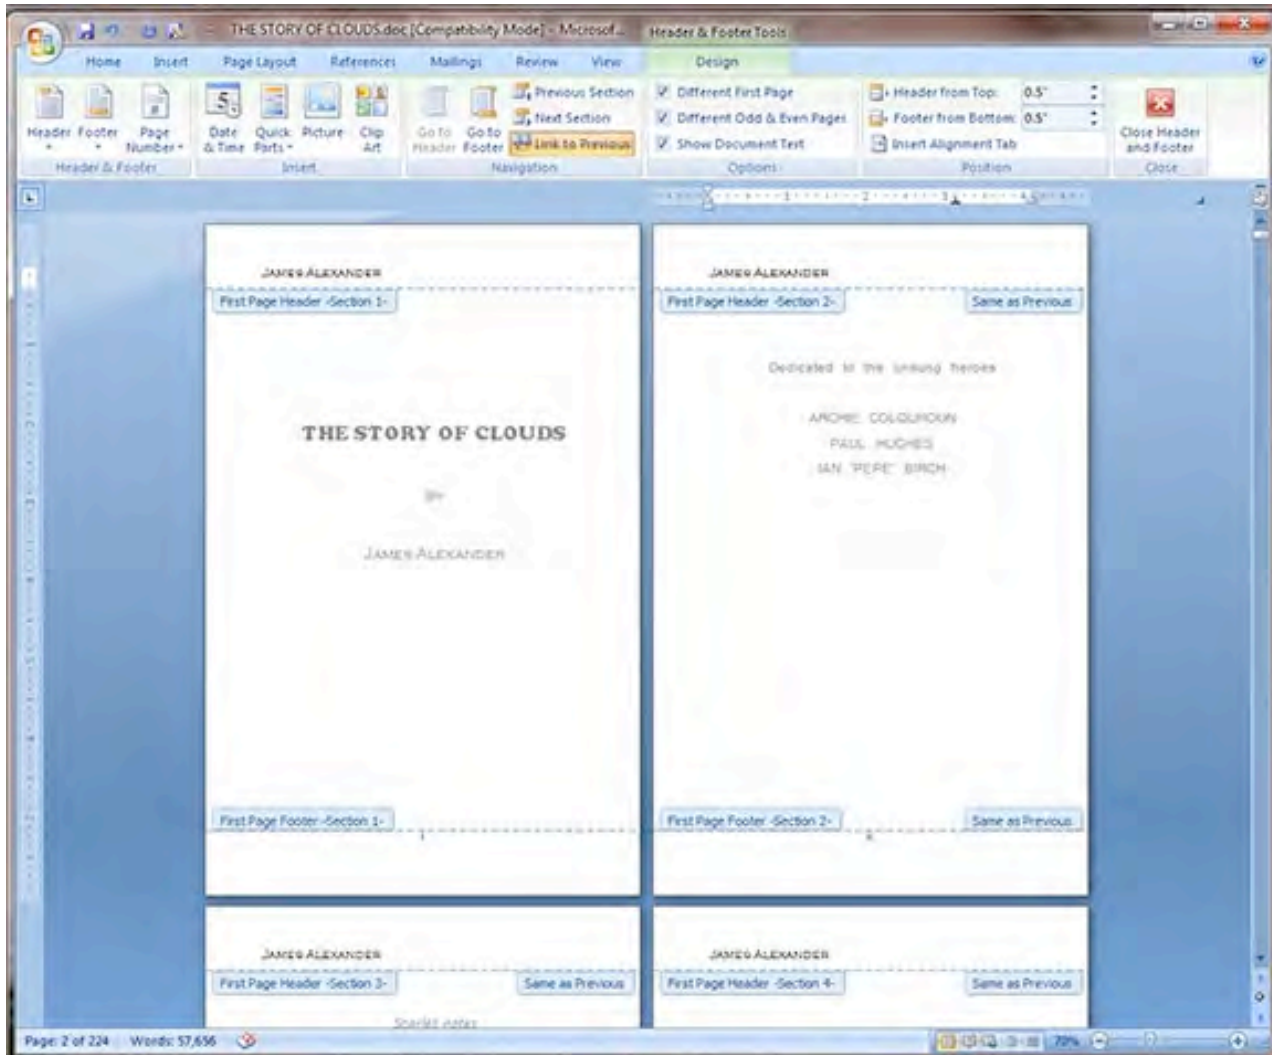 THE STORY OF CLOUDS.doc [Compatibility Mode] - Microsof...
Header & Footer Tools
Home Insert Page Layout References Mailings Review View Design
Header Footer Page Number
Date & Time Quick Parts Picture Clip Art
Go to Header Go to Footer
Previous Section
Next Section
Link to Previous
Different First Page
Different Odd & Even Pages
Show Document Text
Header from Top: 0.5"
Footer from Bottom: 0.5"
Insert Alignment Tab
Close Header and Footer
Header & Footer Insert Navigation Options Position Close
JAMES ALEXANDER
First Page Header -Section 1-
THE STORY OF CLOUDS
BY
JAMES ALEXANDER
First Page Footer -Section 1-
JAMES ALEXANDER
First Page Header -Section 2- Same as Previous
Dedicated to the unsung heroes
ARCHIE COLQUHOUN
PAUL HUGHES
IAN 'PEPE' BIRCH
First Page Footer -Section 2- Same as Previous
JAMES ALEXANDER
First Page Header -Section 3- Same as Previous
Scarlet notes
JAMES ALEXANDER
First Page Header -Section 4- Same as Previous
Page: 2 of 224 Words: 57,656 70%